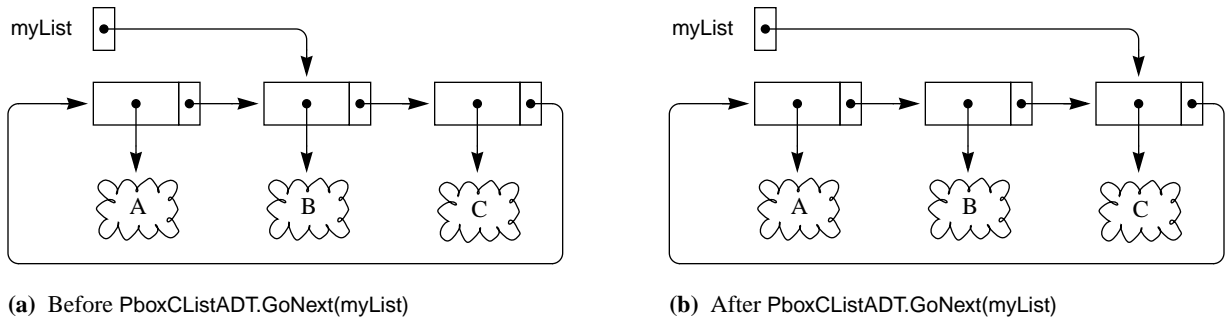 myList
A B C
(a) Before PboxCListADT.GoNext(myList)
myList
A B C
(b) After PboxCListADT.GoNext(myList)